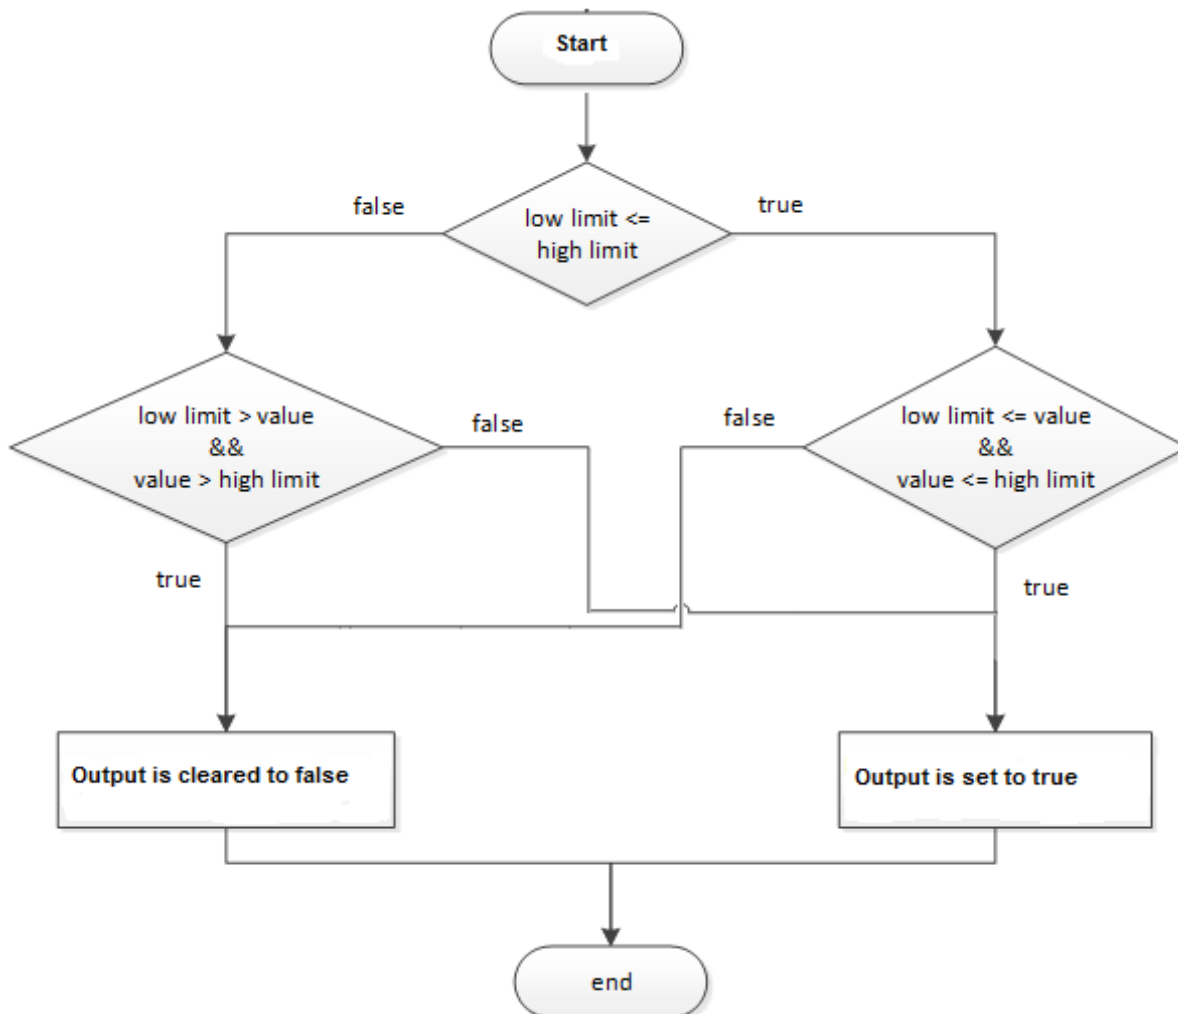 Start
false
true
low limit <=
high limit
low limit > value
&&
value > high limit
false
false
low limit <= value
&&
value <= high limit
true
true
Output is cleared to false
Output is set to true
end